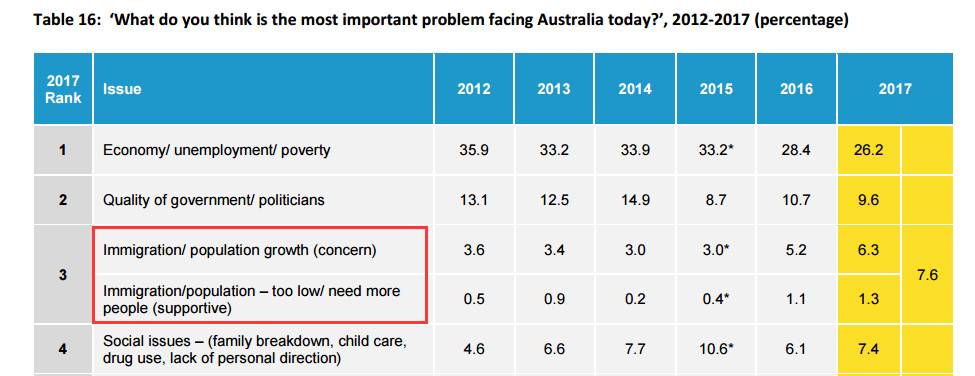 Table 16: ‘What do you think is the most important problem facing Australia today?’, 2012-2017 (percentage)
2017 Rank Issue 2012 2013 2014 2015 2016 2017
1 Economy/ unemployment/ poverty 35.9 33.2 33.9 33.2* 28.4 26.2
2 Quality of government/ politicians 13.1 12.5 14.9 8.7 10.7 9.6
3 Immigration/ population growth (concern) 3.6 3.4 3.0 3.0* 5.2 6.3 7.6
Immigration/population – too low/ need more
people (supportive) 0.5 0.9 0.2 0.4* 1.1 1.3
4 Social issues – (family breakdown, child care,
drug use, lack of personal direction) 4.6 6.6 7.7 10.6* 6.1 7.4